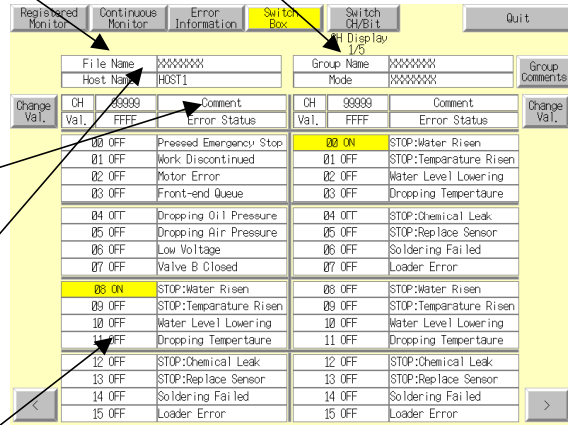 Registered Monitor
Continuous Monitor
Error Information
Switch Box
Switch CH/Bit
Quit
CH Display
1/5
File Name XXXXXXXX
Group Name XXXXXXXX
Host Name HOST1
Mode XXXXXXXX
Group Comments
Change Val.
CH 99999 Comment
CH 99999 Comment
Change Val.
Val. FFFF Error Status
Val. FFFF Error Status
00 OFF Pressed Emergency Stop
00 ON STOP:Water Risen
01 OFF Work Discontinued
01 OFF STOP:Temparature Risen
02 OFF Motor Error
02 OFF Water Level Lowering
03 OFF Front-end Queue
03 OFF Dropping Tempertaure
04 OFF Dropping Oil Pressure
04 OFF STOP:Chemical Leak
05 OFF Dropping Air Pressure
05 OFF STOP:Replace Sensor
06 OFF Low Voltage
06 OFF Soldering Failed
07 OFF Valve B Closed
07 OFF Loader Error
08 ON STOP:Water Risen
08 OFF STOP:Water Risen
09 OFF STOP:Temparature Risen
09 OFF STOP:Temparature Risen
10 OFF Water Level Lowering
10 OFF Water Level Lowering
11 OFF Dropping Tempertaure
11 OFF Dropping Tempertaure
12 OFF STOP:Chemical Leak
12 OFF STOP:Chemical Leak
13 OFF STOP:Replace Sensor
13 OFF STOP:Replace Sensor
14 OFF Soldering Failed
14 OFF Soldering Failed
15 OFF Loader Error
15 OFF Loader Error
<
>